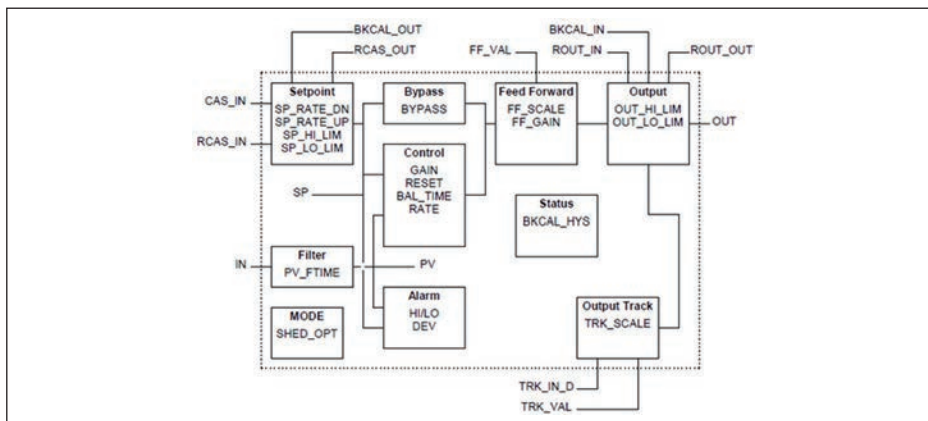 BKCAL_OUT
RCAS_OUT
BKCAL_IN
FF_VAL
ROUT_IN
ROUT_OUT
CAS_IN
RCAS_IN
Setpoint
SP_RATE_DN
SP_RATE_UP
SP_HI_LIM
SP_LO_LIM
Bypass
BYPASS
Feed Forward
FF_SCALE
FF_GAIN
Output
OUT_HI_LIM
OUT_LO_LIM
OUT
Control
GAIN
RESET
BAL_TIME
RATE
SP
Status
BKCAL_HYS
IN
Filter
PV_FTIME
PV
Alarm
HI/LO
DEV
MODE
SHED_OPT
Output Track
TRK_SCALE
TRK_IN_D
TRK_VAL